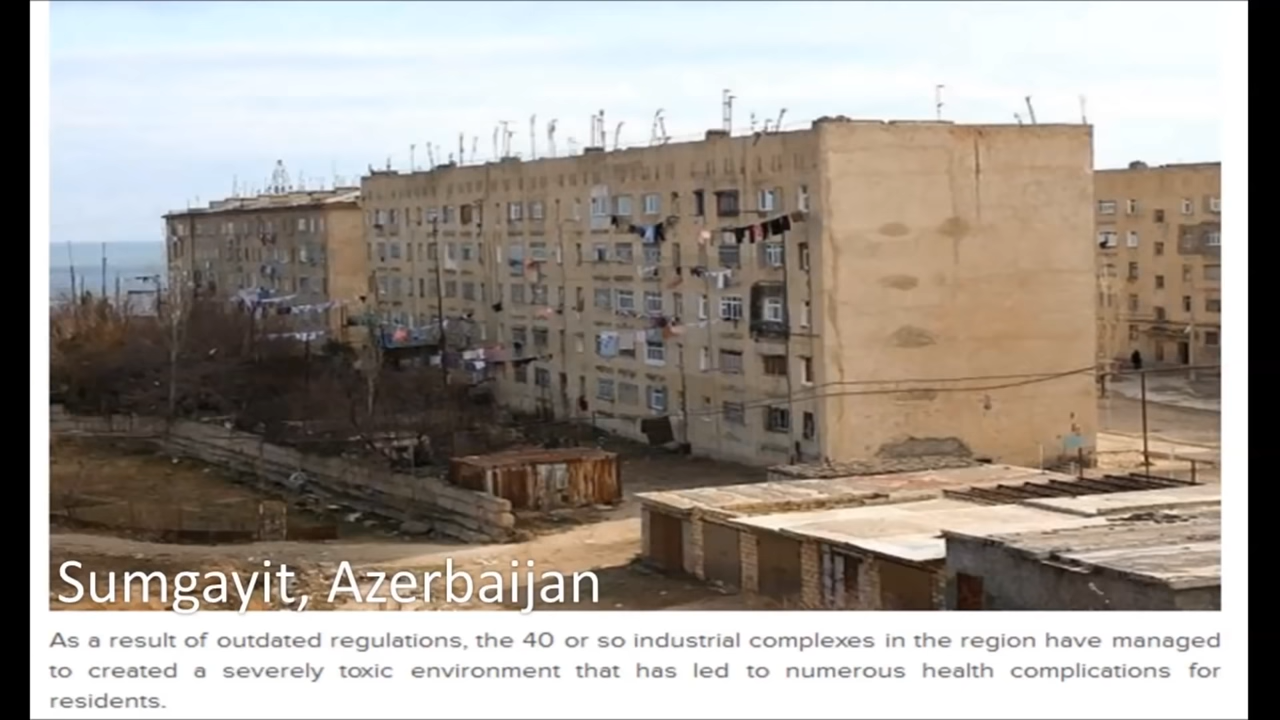 Sumgayit, Azerbaijan
As a result of outdated regulations, the 40 or so industrial complexes in the region have managed
to created a severely toxic environment that has led to numerous health complications for
residents.